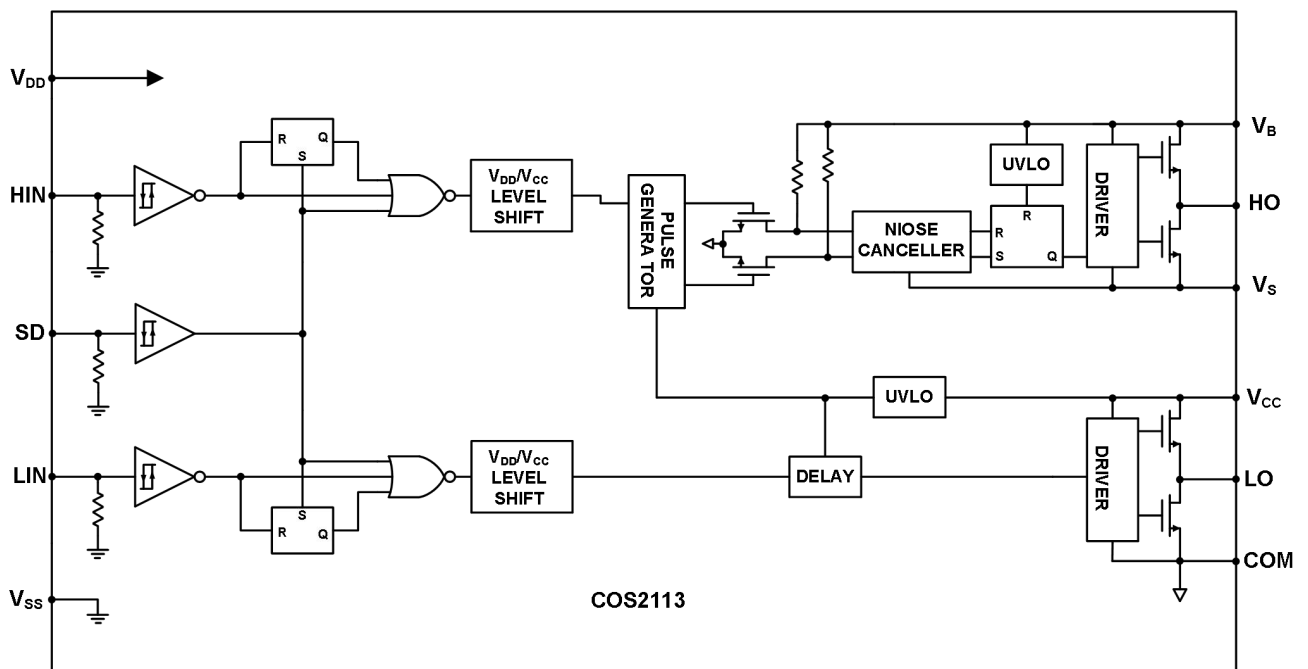 VDD
HIN
SD
LIN
VSS
R
Q
S
VDD/VCC
LEVEL
SHIFT
PULSE
GENERA TOR
NIOSE
CANCELLER
UVLO
R
R
S
Q
DRIVER
VB
HO
VS
UVLO
VCC
S
R
Q
VDD/VCC
LEVEL
SHIFT
DELAY
DRIVER
LO
COM
COS2113